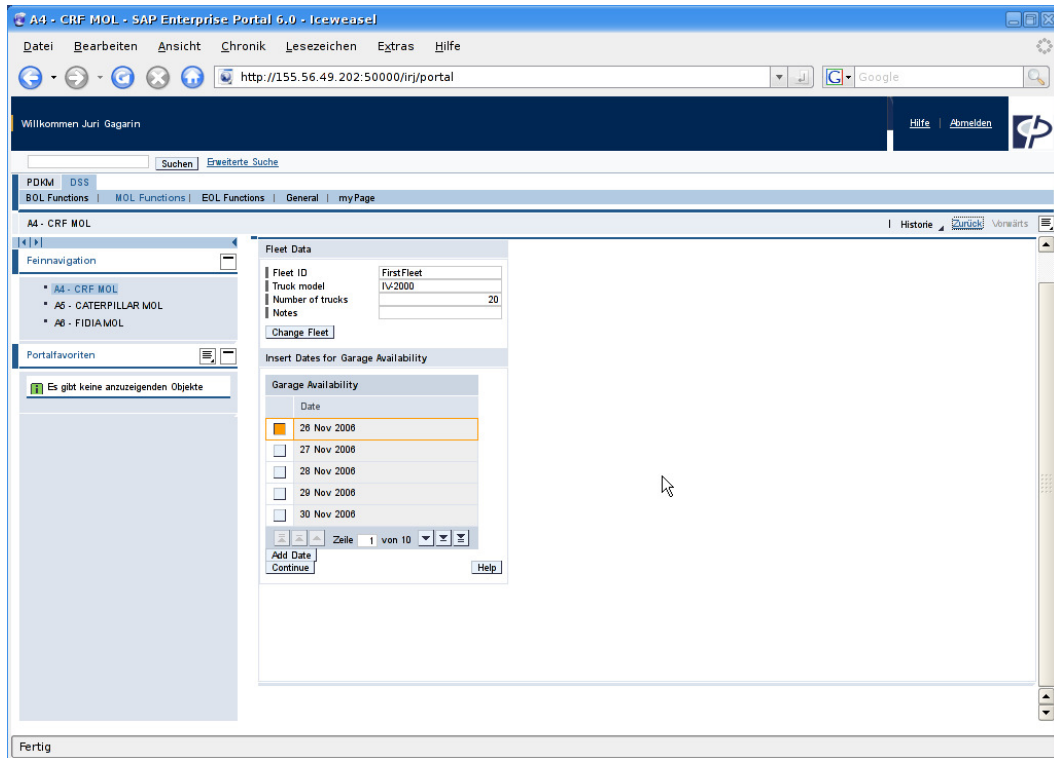 A4 - CRF MOL - SAP Enterprise Portal 6.0 - Iceweasel
Datei Bearbeiten Ansicht Chronik Lesezeichen Extras Hilfe
http://155.56.49.202:50000/irj/portal
G Google
Willkommen Juri Gagarin
Hilfe | Abmelden
Suchen Erweiterte Suche
PDKM DSS
BOL Functions | MOL Functions | EOL Functions | General | myPage
A4 - CRF MOL
| Historie Zurück Vorwärts
Feinnavigation
A4 - CRF MOL
A5 - CATERPILLAR MOL
A6 - FIDIA MOL
Portalfavoriten
Es gibt keine anzuzeigenden Objekte
Fleet Data
Fleet ID FirstFleet
Truck model IV-2000
Number of trucks 20
Notes
Change Fleet
Insert Dates for Garage Availability
Garage Availability
Date
26 Nov 2006
27 Nov 2006
28 Nov 2006
29 Nov 2006
30 Nov 2006
Zeile 1 von 10
Add Date
Continue Help
Fertig